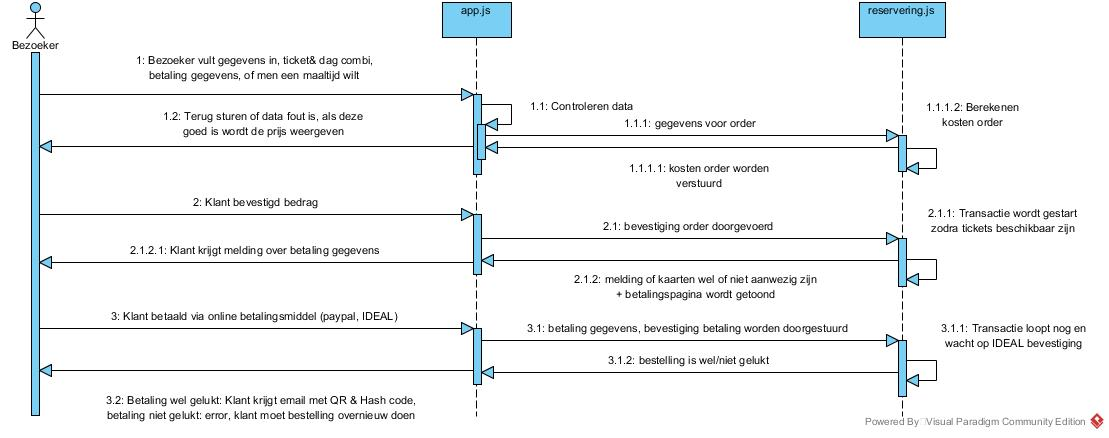 app.js
reservering.js
Bezoeker
1: Bezoeker vult gegevens in, ticket& dag combi,
betaling gegevens, of men een maaltijd wilt
1.1: Controleren data
1.1.1.2: Berekenen
kosten order
1.2: Terug sturen of data fout is, als deze
goed is wordt de prijs weergeven
1.1.1: gegevens voor order
1.1.1.1: kosten order worden
verstuurd
2: Klant bevestigd bedrag
2.1: bevestiging order doorgevoerd
2.1.1: Transactie wordt gestart
zodra tickets beschikbaar zijn
2.1.2.1: Klant krijgt melding over betaling gegevens
2.1.2: melding of kaarten wel of niet aanwezig zijn
+ betalingspagina wordt getoond
3: Klant betaald via online betalingsmiddel (paypal, IDEAL)
3.1: betaling gegevens, bevestiging betaling worden doorgestuurd
3.1.1: Transactie loopt nog en
wacht op IDEAL bevestiging
3.1.2: bestelling is wel/niet gelukt
3.2: Betaling wel gelukt: Klant krijgt email met QR & Hash code,
betaling niet gelukt: error, klant moet bestelling overnieuw doen
Powered By Visual Paradigm Community Edition